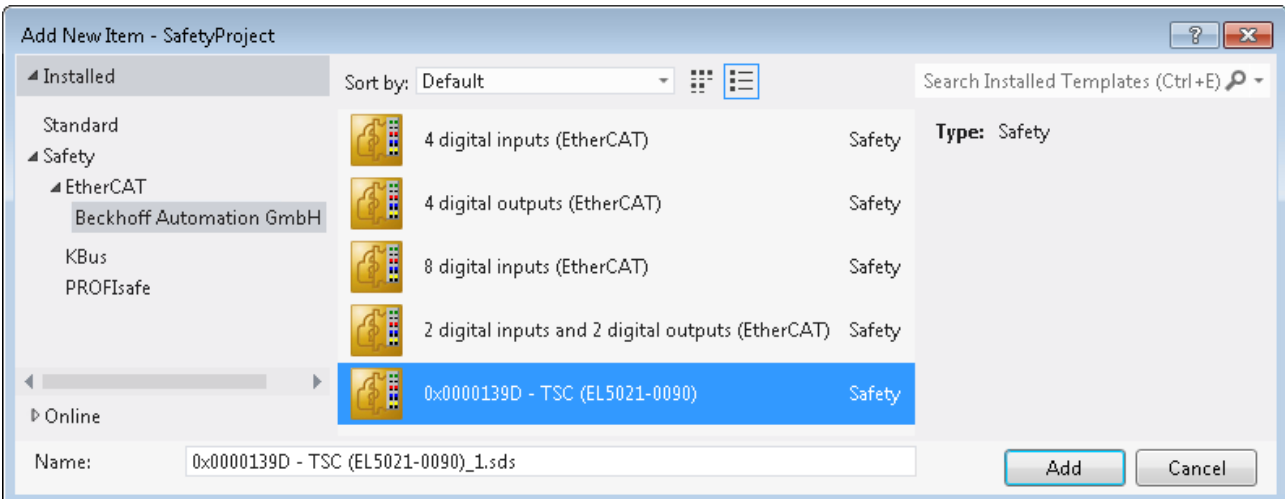 Add New Item - SafetyProject
Installed
Sort by: Default
Search Installed Templates (Ctrl+E)
Standard
Safety
EtherCAT
Beckhoff Automation GmbH
KBus
PROFIsafe
Online
4 digital inputs (EtherCAT) Safety
4 digital outputs (EtherCAT) Safety
8 digital inputs (EtherCAT) Safety
2 digital inputs and 2 digital outputs (EtherCAT) Safety
0x0000139D - TSC (EL5021-0090) Safety
Type: Safety
Name: 0x0000139D - TSC (EL5021-0090)_1.sds
Add Cancel